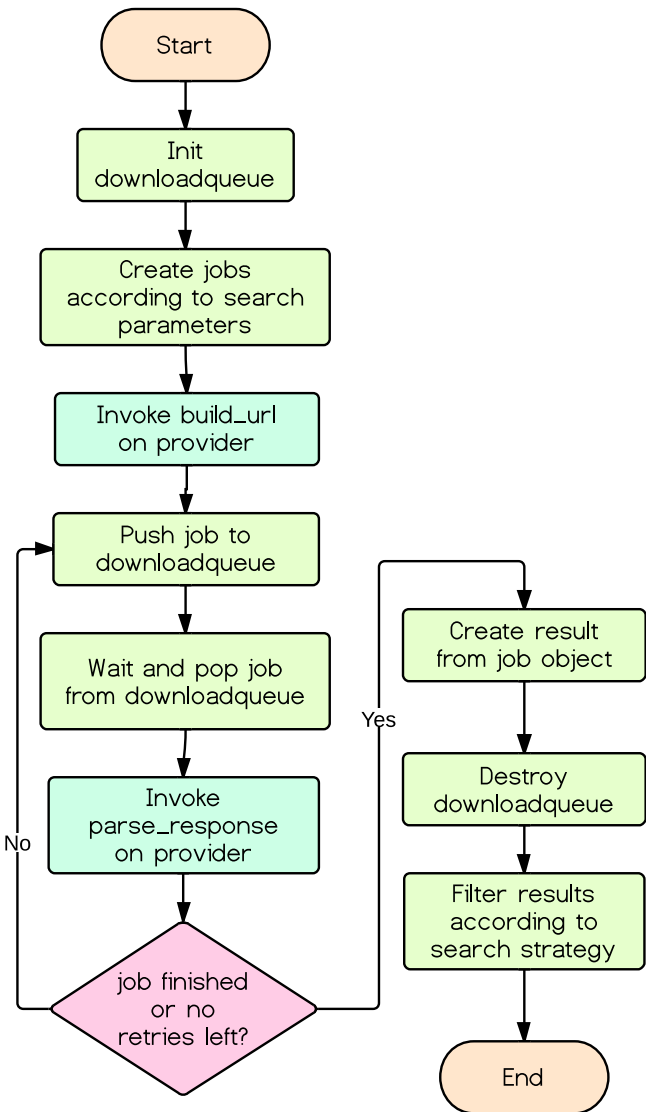 Start
Init
downloadqueue
Create jobs
according to search
parameters
Invoke build_url
on provider
Push job to
downloadqueue
Wait and pop job
from downloadqueue
Invoke
parse_response
on provider
job finished
or no
retries left?
No
Yes
Create result
from job object
Destroy
downloadqueue
Filter results
according to
search strategy
End